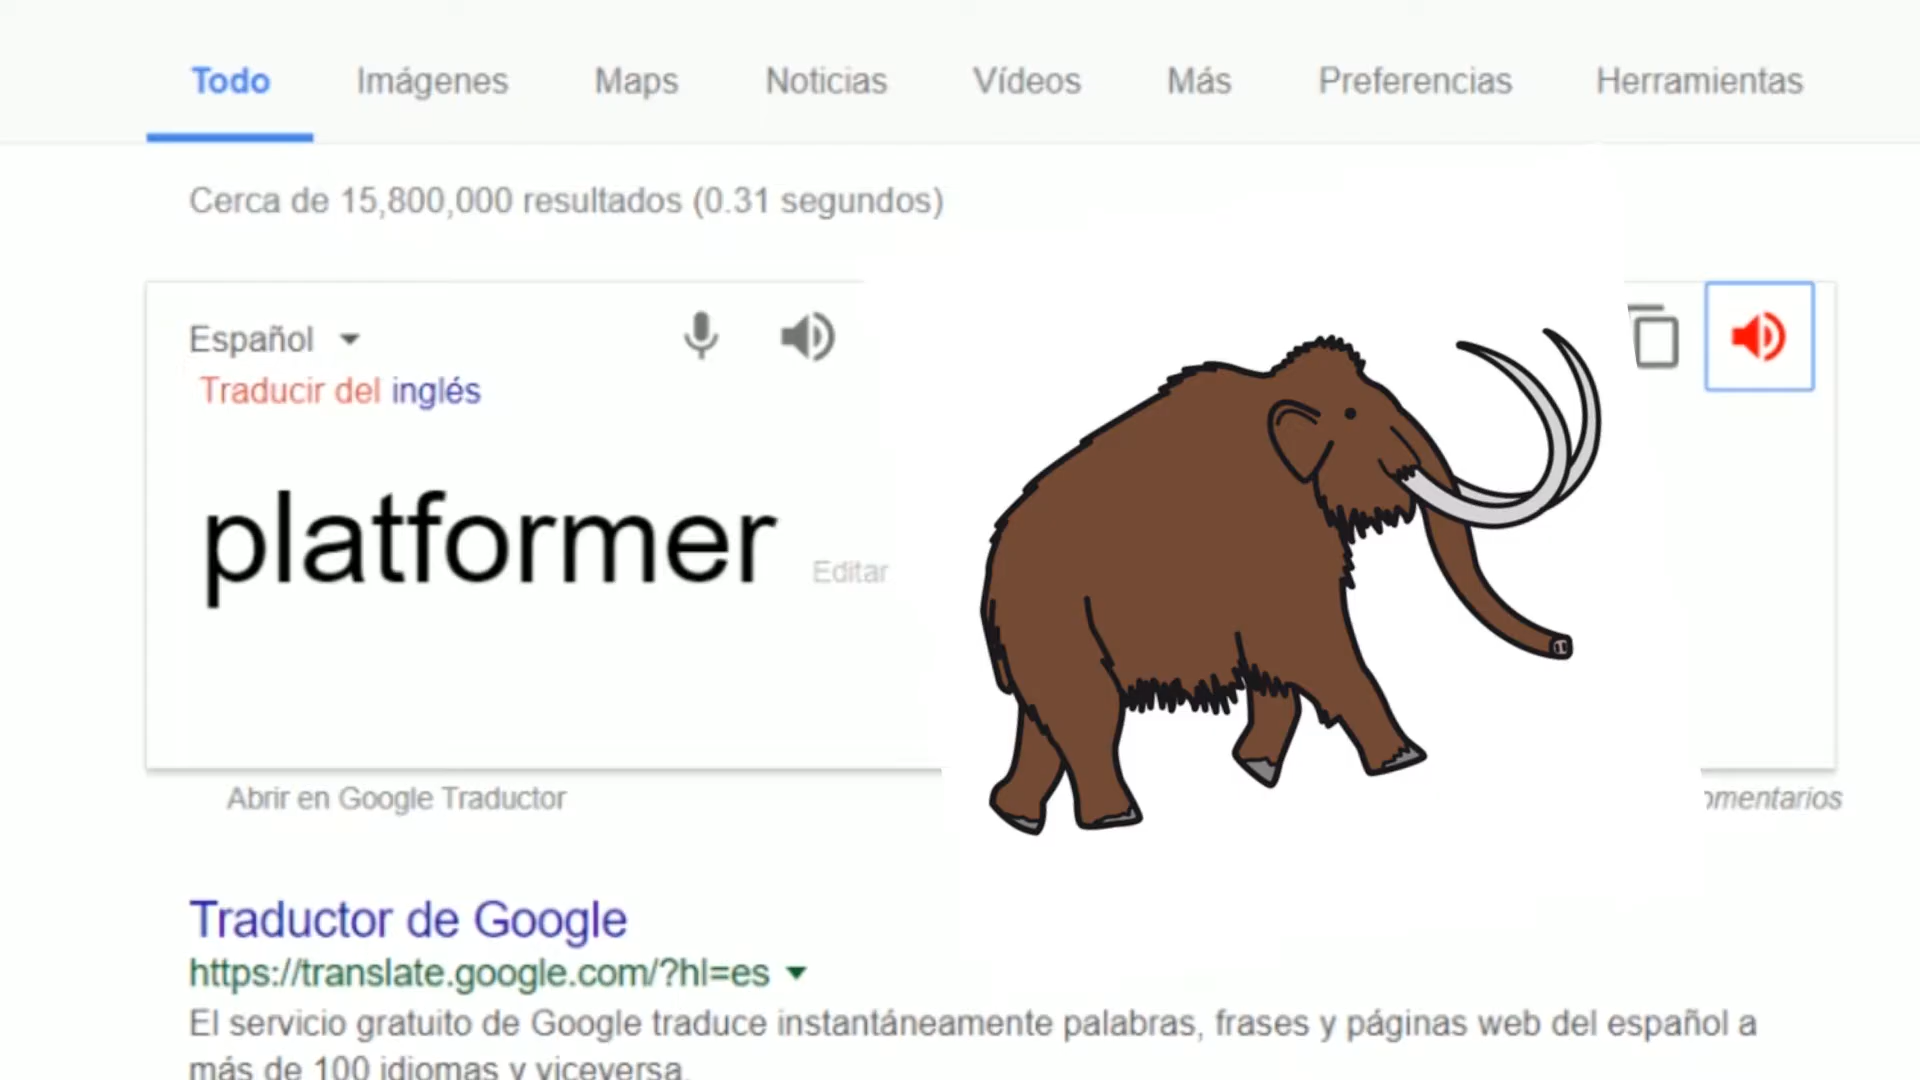 Todo Imágenes Maps Noticias Vídeos Más Preferencias Herramientas
Cerca de 15,800,000 resultados (0.31 segundos)
Español
Traducir del inglés
platformer Editar
Abrir en Google Traductor omentarios
Traductor de Google
https://translate.google.com/?hl=es
El servicio gratuito de Google traduce instantáneamente palabras, frases y páginas web del español a
más de 100 idiomas y viceversa.